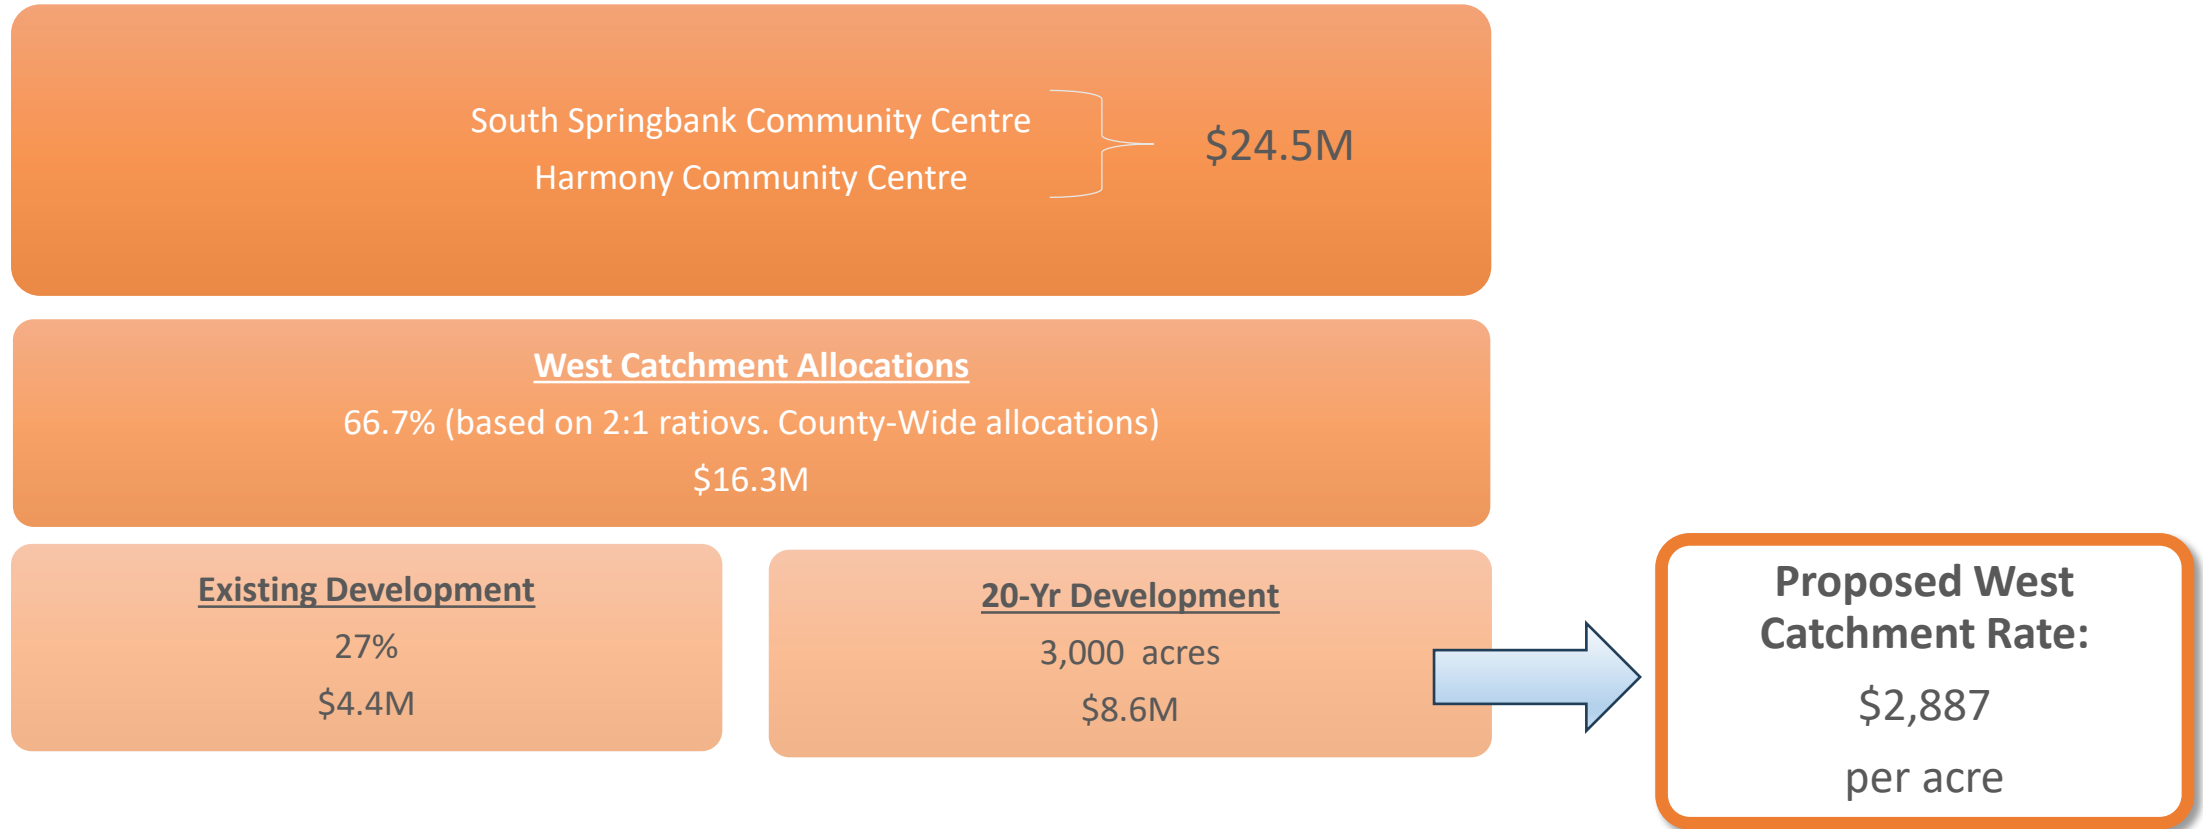 South Springbank Community Centre
Harmony Community Centre
$24.5M
West Catchment Allocations
66.7% (based on 2:1 ratiovs. County-Wide allocations)
$16.3M
Existing Development
27%
$4.4M
20-Yr Development
3,000 acres
$8.6M
Proposed West
Catchment Rate:
$2,887
per acre